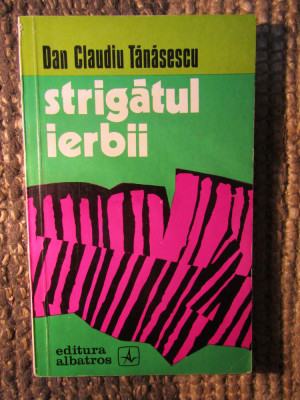 Dan Claudiu Tănăsescu
strigătul
ierbii
editura
albatros